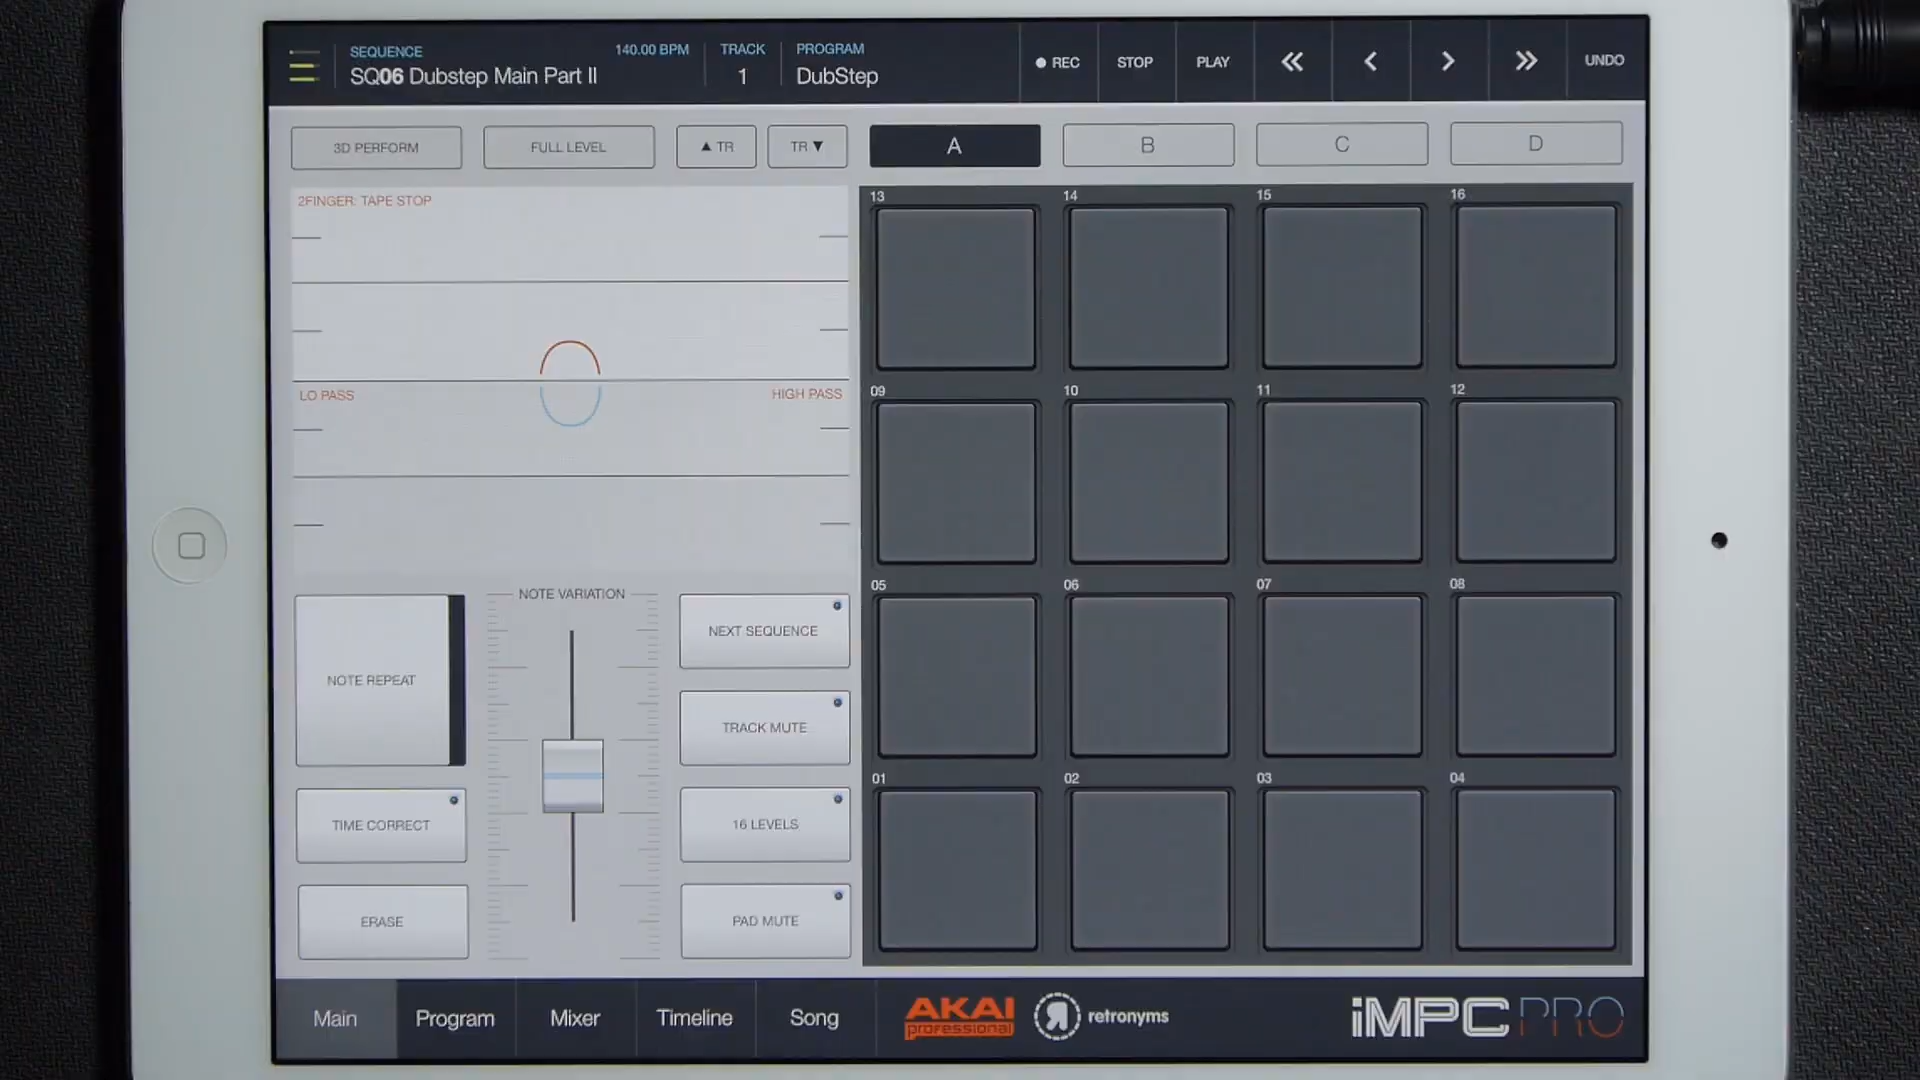 SEQUENCE 140.00 BPM TRACK PROGRAM
SQ06 Dubstep Main Part II 1 DubStep
REC STOP PLAY UNDO
3D PERFORM FULL LEVEL ▲ TR TR ▼ A B C D
2FINGER: TAPE STOP
LO PASS HIGH PASS
13 14 15 16
09 10 11 12
05 06 07 08
01 02 03 04
NOTE REPEAT
NOTE VARIATION
NEXT SEQUENCE
TRACK MUTE
TIME CORRECT
16 LEVELS
ERASE
PAD MUTE
Main Program Mixer Timeline Song
AKAI
professional
retronyms
iMPC PRO